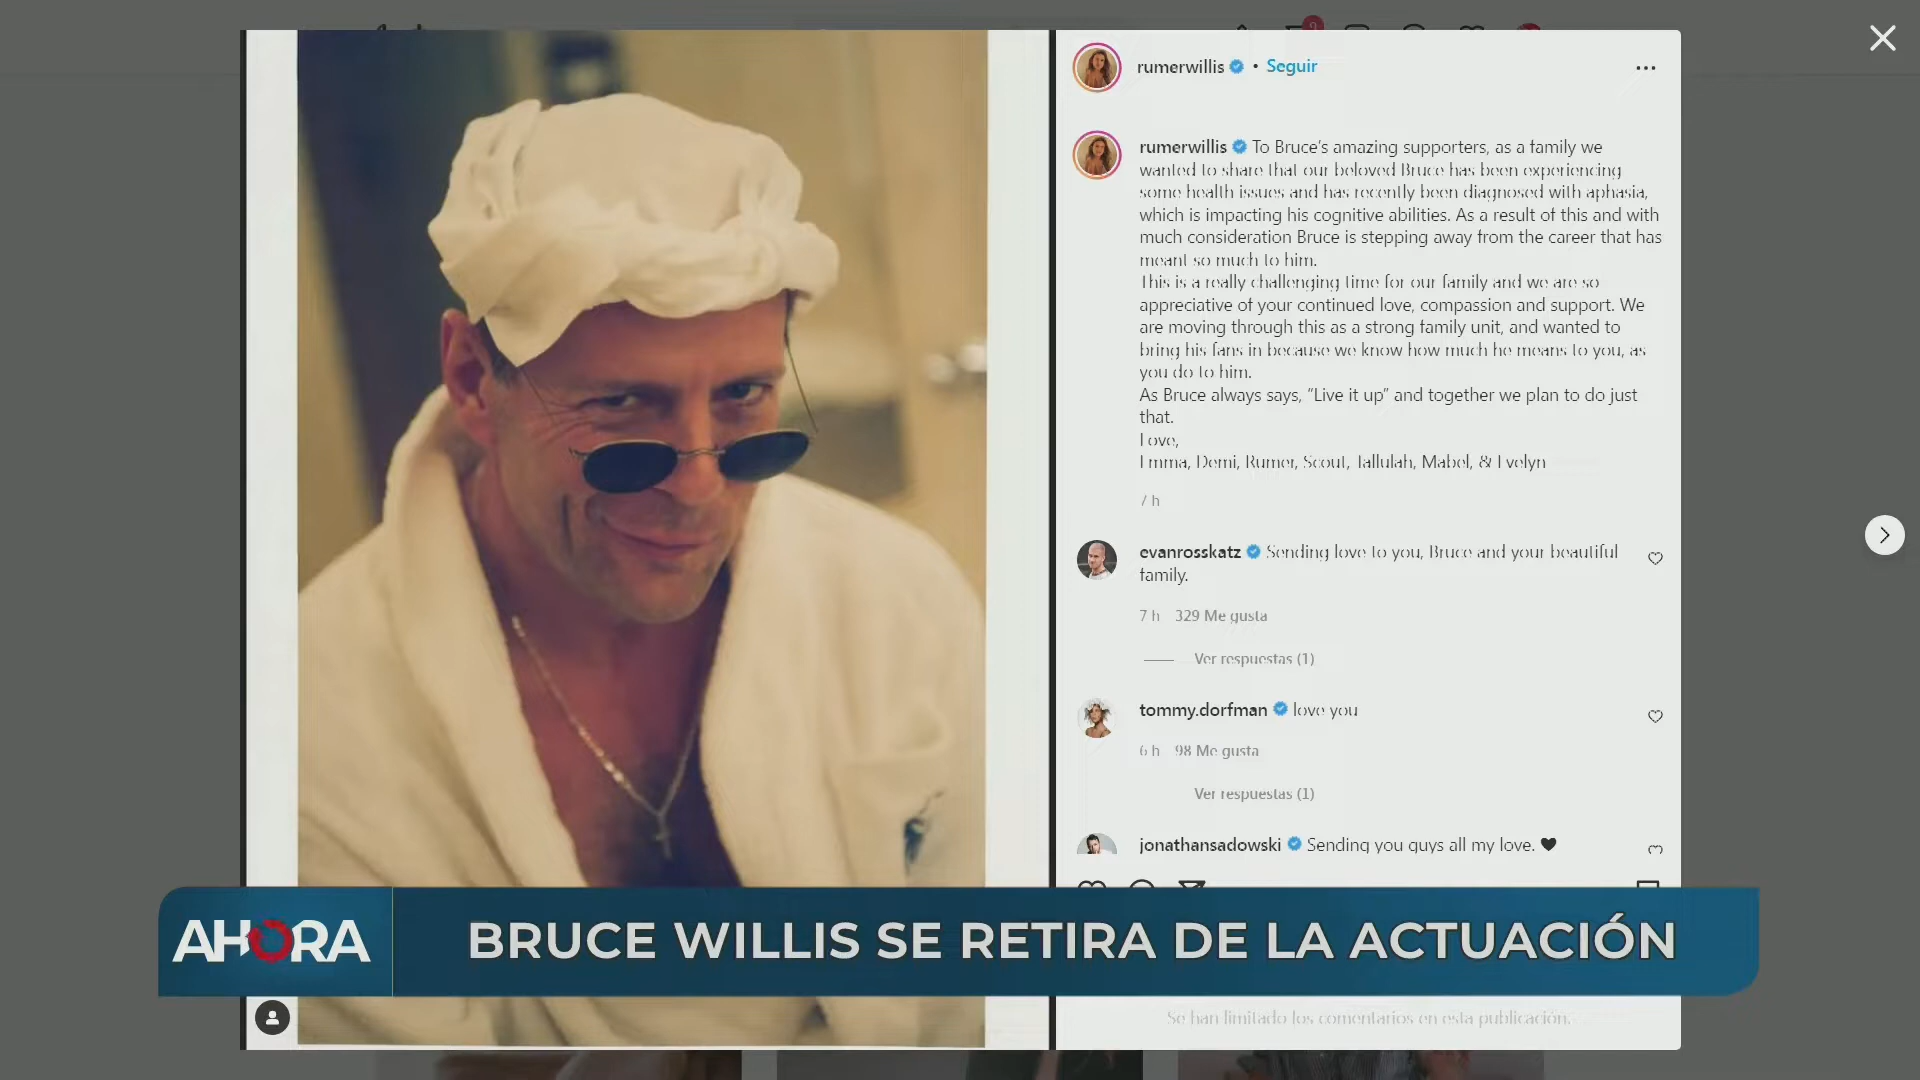 rumerwillis • Seguir
rumerwillis To Bruce's amazing supporters, as a family we
wanted to share that our beloved Bruce has been experiencing
some health issues and has recently been diagnosed with aphasia,
which is impacting his cognitive abilities. As a result of this and with
much consideration Bruce is stepping away from the career that has
meant so much to him.
This is a really challenging time for our family and we are so
appreciative of your continued love, compassion and support. We
are moving through this as a strong family unit, and wanted to
bring his fans in because we know how much he means to you, as
you do to him.
As Bruce always says, “Live it up” and together we plan to do just
that.
Love,
Emma, Demi, Rumer, Scout, Tallulah, Mabel, & Evelyn
7 h
evanrosskatz Sending love to you, Bruce and your beautiful
family.
7 h 329 Me gusta
Ver respuestas (1)
tommy.dorfman love you
6 h 98 Me gusta
Ver respuestas (1)
jonathansadowski Sending you guys all my love. 🖤
AHORA
BRUCE WILLIS SE RETIRA DE LA ACTUACIÓN
Se han limitado los comentarios en esta publicación.